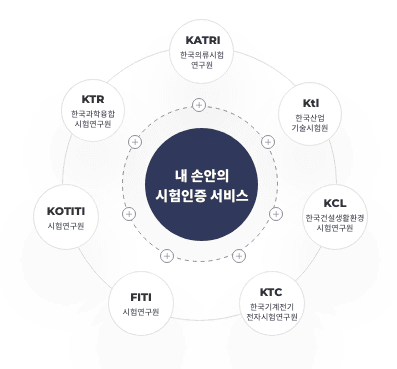 KATRI
한국의류시험
연구원
KTR
한국과학융합
시험연구원
Ktl
한국산업
기술시험원
내 손안의
시험인증 서비스
KOTITI
시험연구원
KCL
한국건설생활환경
시험연구원
FITI
시험연구원
KTC
한국기계전기
전자시험연구원